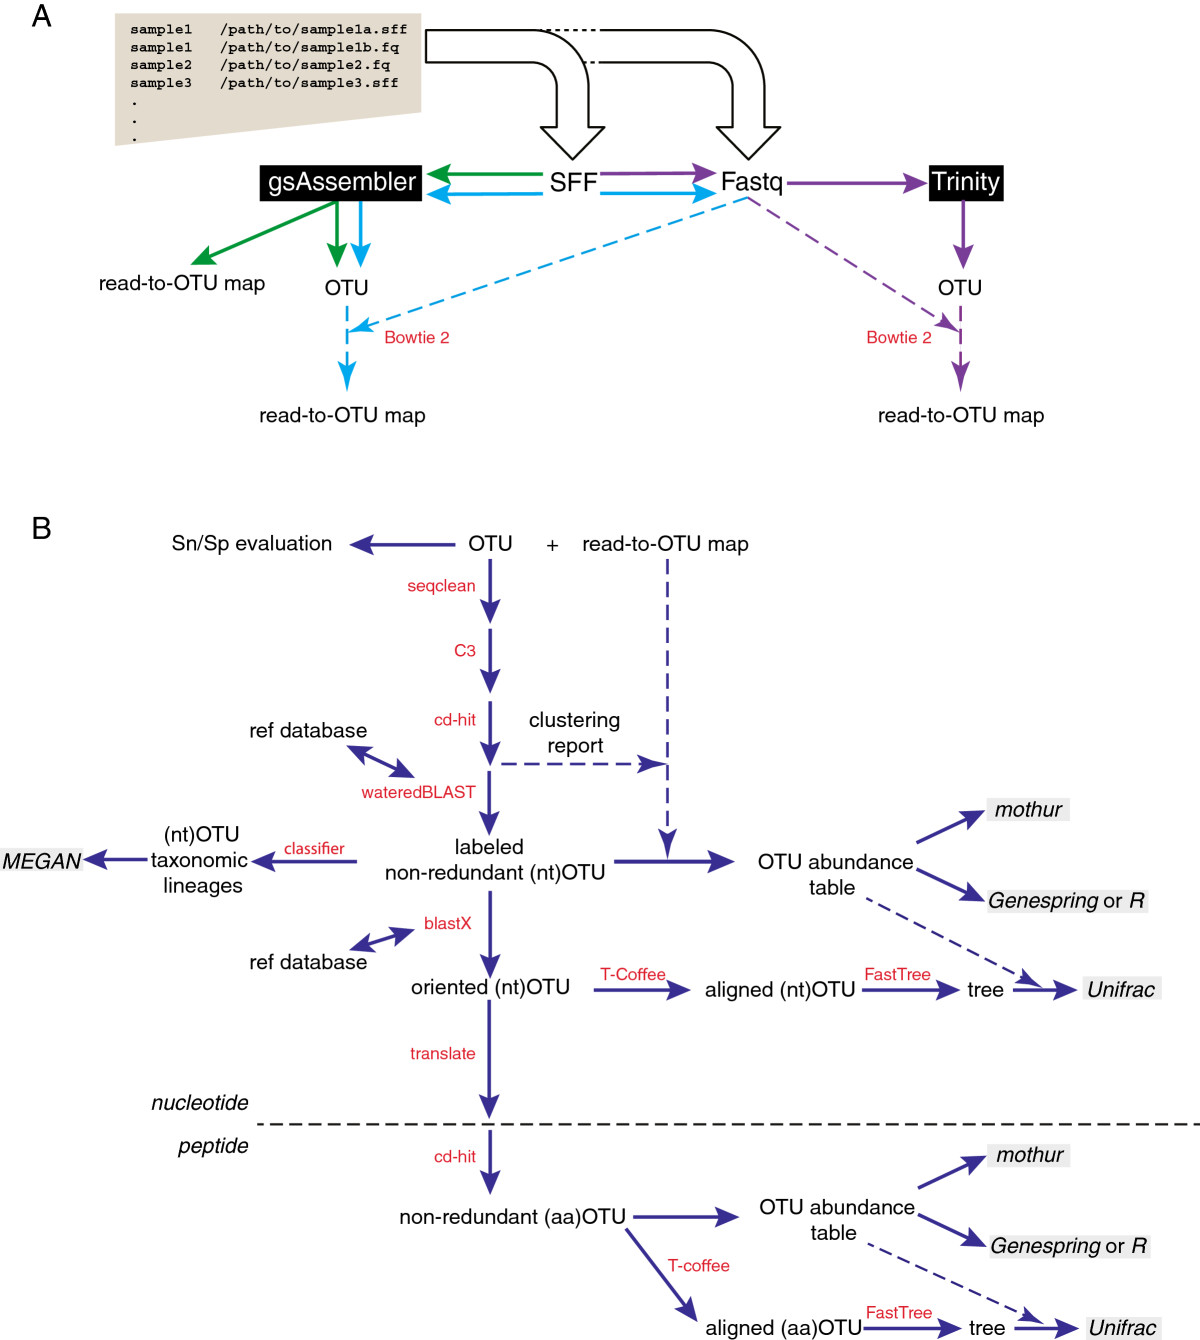 A
sample1 /path/to/sample1a.sff
sample1 /path/to/sample1b.fq
sample2 /path/to/sample2.fq
sample3 /path/to/sample3.sff
.
.
.
gsAssembler SFF Fastq Trinity
read-to-OTU map OTU OTU
Bowtie 2 Bowtie 2
read-to-OTU map read-to-OTU map
B
Sn/Sp evaluation OTU + read-to-OTU map
seqclean
C3
cd-hit
clustering
report
ref database
wateredBLAST
mothur
labeled
non-redundant (nt)OTU
classifier
(nt)OTU
taxonomic
lineages
MEGAN
OTU abundance
table
Genespring or R
blastX
ref database
oriented (nt)OTU T-Coffee aligned (nt)OTU FastTree tree Unifrac
translate
nucleotide
peptide
cd-hit
mothur
non-redundant (aa)OTU
OTU abundance
table
Genespring or R
T-coffee
aligned (aa)OTU FastTree tree Unifrac